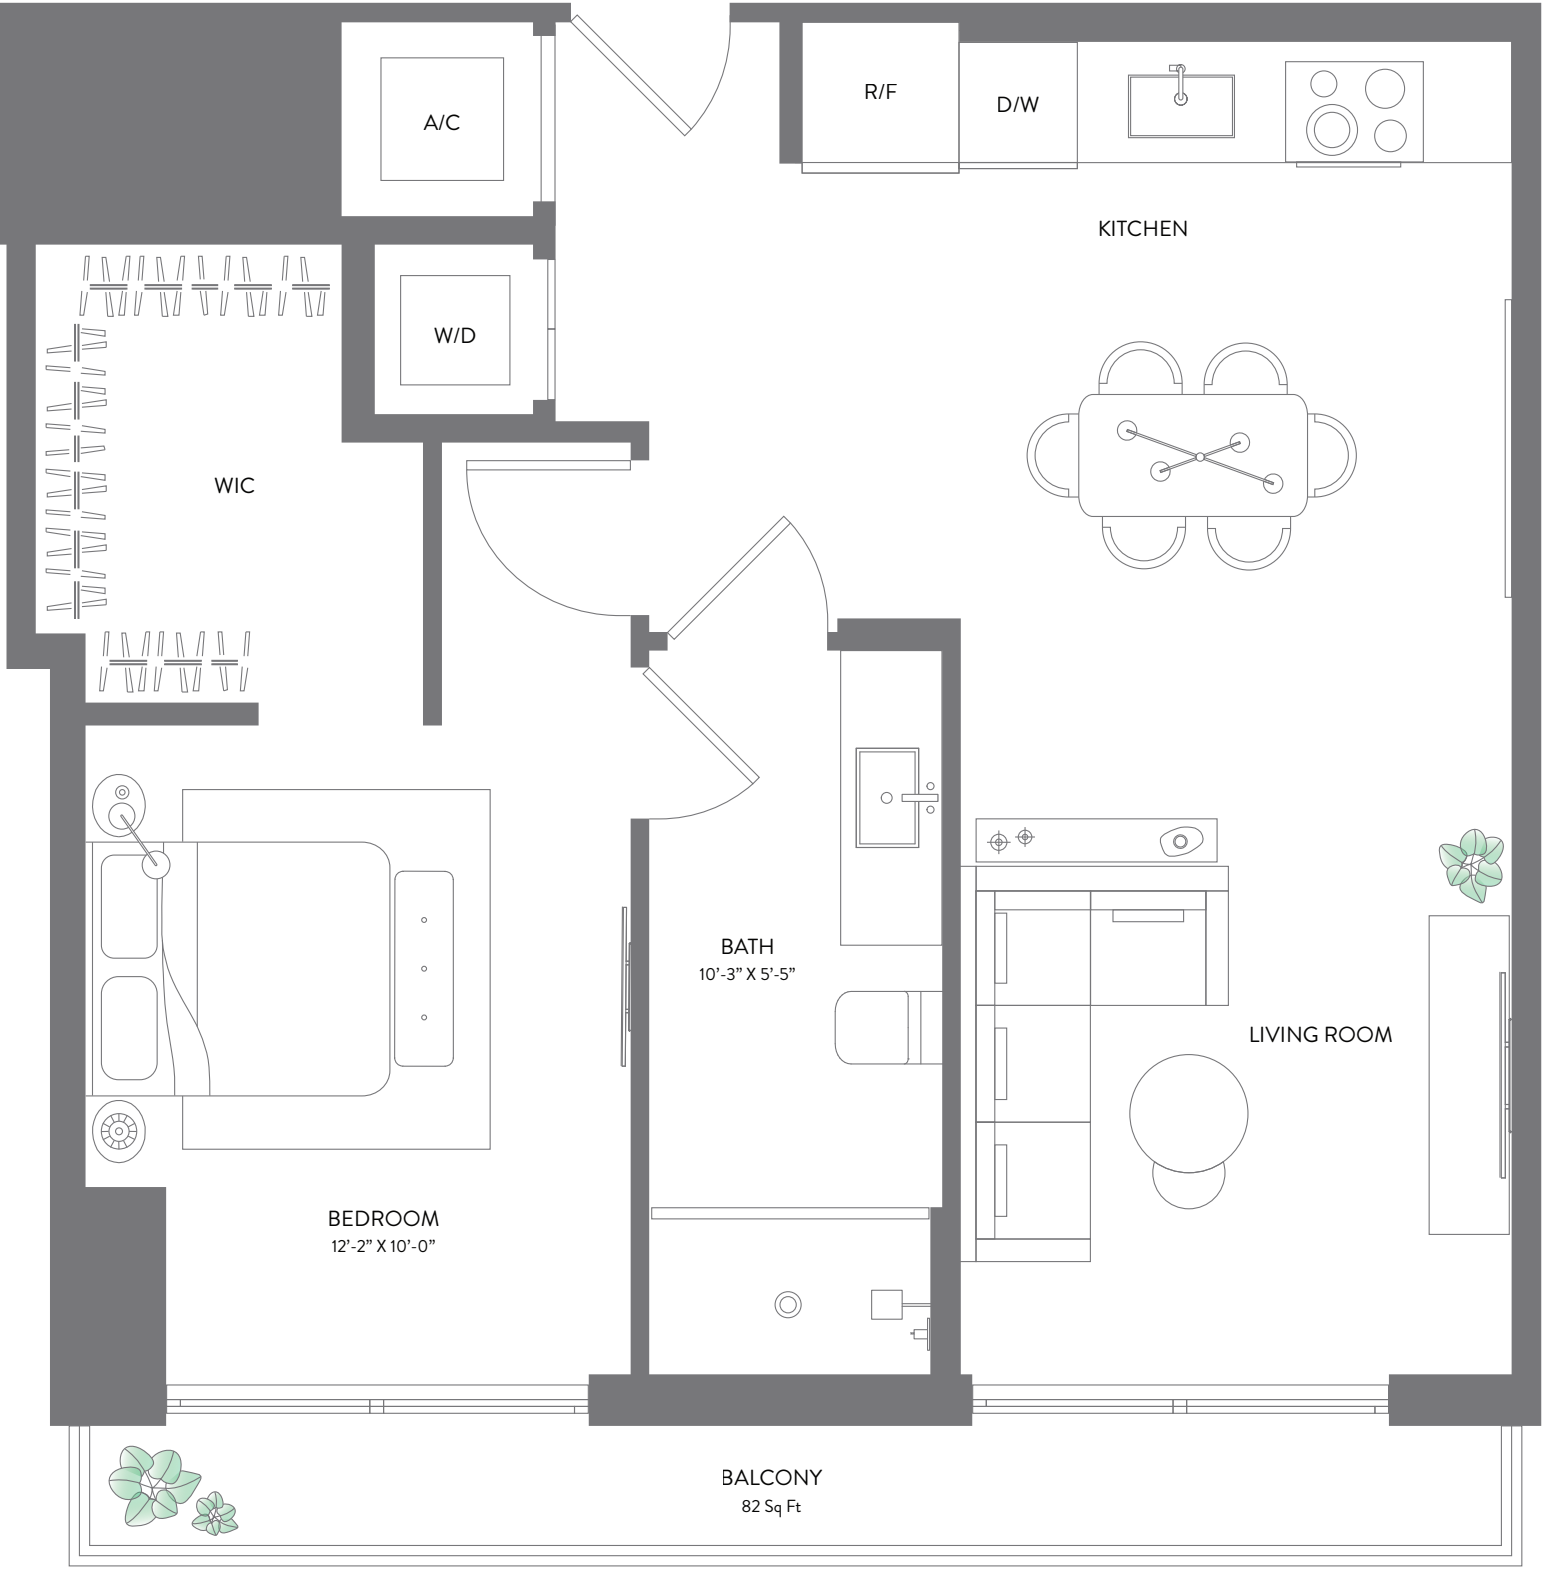 A/C
R/F
D/W
KITCHEN
W/D
WIC
BATH
10’-3” X 5’-5”
LIVING ROOM
BEDROOM
12’-2” X 10’-0”
BALCONY
82 Sq Ft